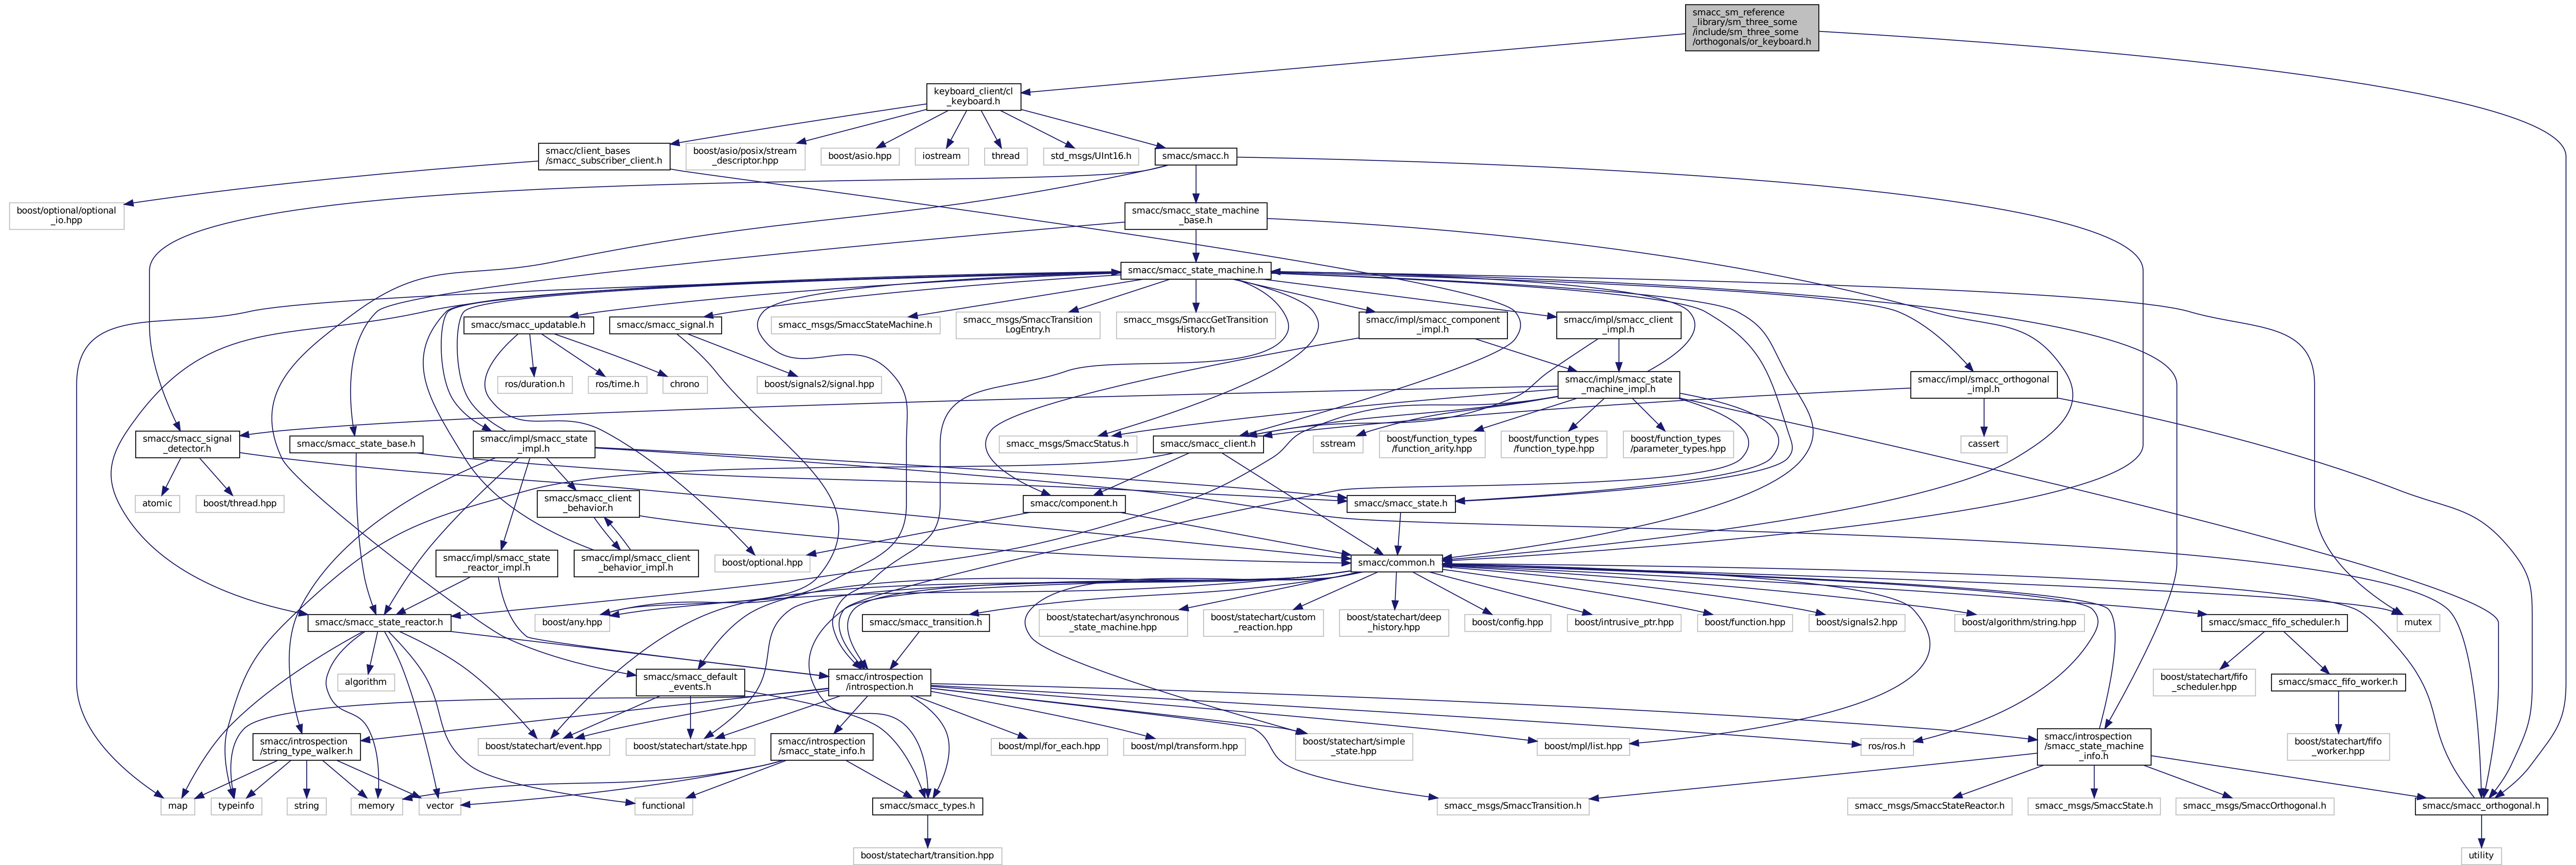 smacc_sm_reference
_library/sm_three_some
/include/sm_three_some
/orthogonals/or_keyboard.h
keyboard_client/cl
_keyboard.h
smacc/client_bases
/smacc_subscriber_client.h
boost/asio/posix/stream
_descriptor.hpp
boost/asio.hpp
iostream
thread
std_msgs/UInt16.h
smacc/smacc.h
boost/optional/optional
_io.hpp
smacc/smacc_state_machine
_base.h
smacc/smacc_state_machine.h
smacc/smacc_updatable.h
smacc/smacc_signal.h
smacc_msgs/SmaccStateMachine.h
smacc_msgs/SmaccTransition
LogEntry.h
smacc_msgs/SmaccGetTransition
History.h
smacc/impl/smacc_component
_impl.h
smacc/impl/smacc_client
_impl.h
ros/duration.h
ros/time.h
chrono
boost/signals2/signal.hpp
smacc/impl/smacc_state
_machine_impl.h
smacc/impl/smacc_orthogonal
_impl.h
smacc/smacc_signal
_detector.h
smacc/smacc_state_base.h
smacc/impl/smacc_state
_impl.h
smacc_msgs/SmaccStatus.h
smacc/smacc_client.h
sstream
boost/function_types
/function_arity.hpp
boost/function_types
/function_type.hpp
boost/function_types
/parameter_types.hpp
cassert
atomic
boost/thread.hpp
smacc/smacc_client
_behavior.h
smacc/component.h
smacc/smacc_state.h
smacc/impl/smacc_state
_reactor_impl.h
smacc/impl/smacc_client
_behavior_impl.h
boost/optional.hpp
smacc/common.h
smacc/smacc_state_reactor.h
boost/any.hpp
smacc/smacc_transition.h
boost/statechart/asynchronous
_state_machine.hpp
boost/statechart/custom
_reaction.hpp
boost/statechart/deep
_history.hpp
boost/config.hpp
boost/intrusive_ptr.hpp
boost/function.hpp
boost/signals2.hpp
boost/algorithm/string.hpp
smacc/smacc_fifo_scheduler.h
mutex
algorithm
smacc/smacc_default
_events.h
smacc/introspection
/introspection.h
boost/statechart/fifo
_scheduler.hpp
smacc/smacc_fifo_worker.h
smacc/introspection
/string_type_walker.h
boost/statechart/event.hpp
boost/statechart/state.hpp
smacc/introspection
/smacc_state_info.h
boost/mpl/for_each.hpp
boost/mpl/transform.hpp
boost/statechart/simple
_state.hpp
boost/mpl/list.hpp
ros/ros.h
smacc/introspection
/smacc_state_machine
_info.h
boost/statechart/fifo
_worker.hpp
map
typeinfo
string
memory
vector
functional
smacc/smacc_types.h
smacc_msgs/SmaccTransition.h
smacc_msgs/SmaccStateReactor.h
smacc_msgs/SmaccState.h
smacc_msgs/SmaccOrthogonal.h
smacc/smacc_orthogonal.h
boost/statechart/transition.hpp
utility